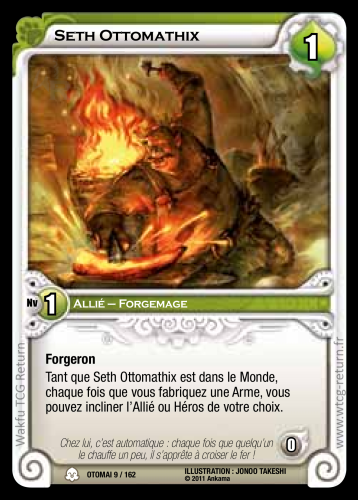 Seth Ottomathix
1
Nv 1 Allié – Forgemage
Forgeron
Tant que Seth Ottomathix est dans le Monde,
chaque fois que vous fabriquez une Arme, vous
pouvez incliner l'Allié ou Héros de votre choix.
Chez lui, c'est automatique : chaque fois que quelqu'un
le chauffe un peu, il s'apprête à croiser le fer !
0
OTOMAI 9 / 162
ILLUSTRATION : JONOO TAKESHI
© 2011 Ankama
Wakfu TCG Return
www.wtcg-return.fr